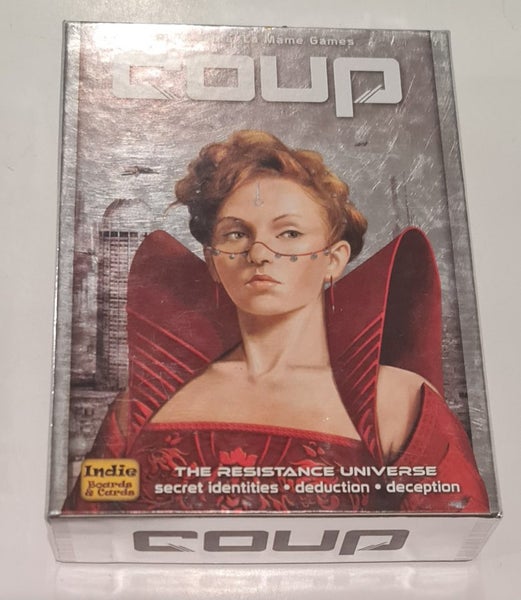 La Mame Games
coup
Indie
Boards
& Cards
THE RESISTANCE UNIVERSE
secret identities • deduction • deception
coup